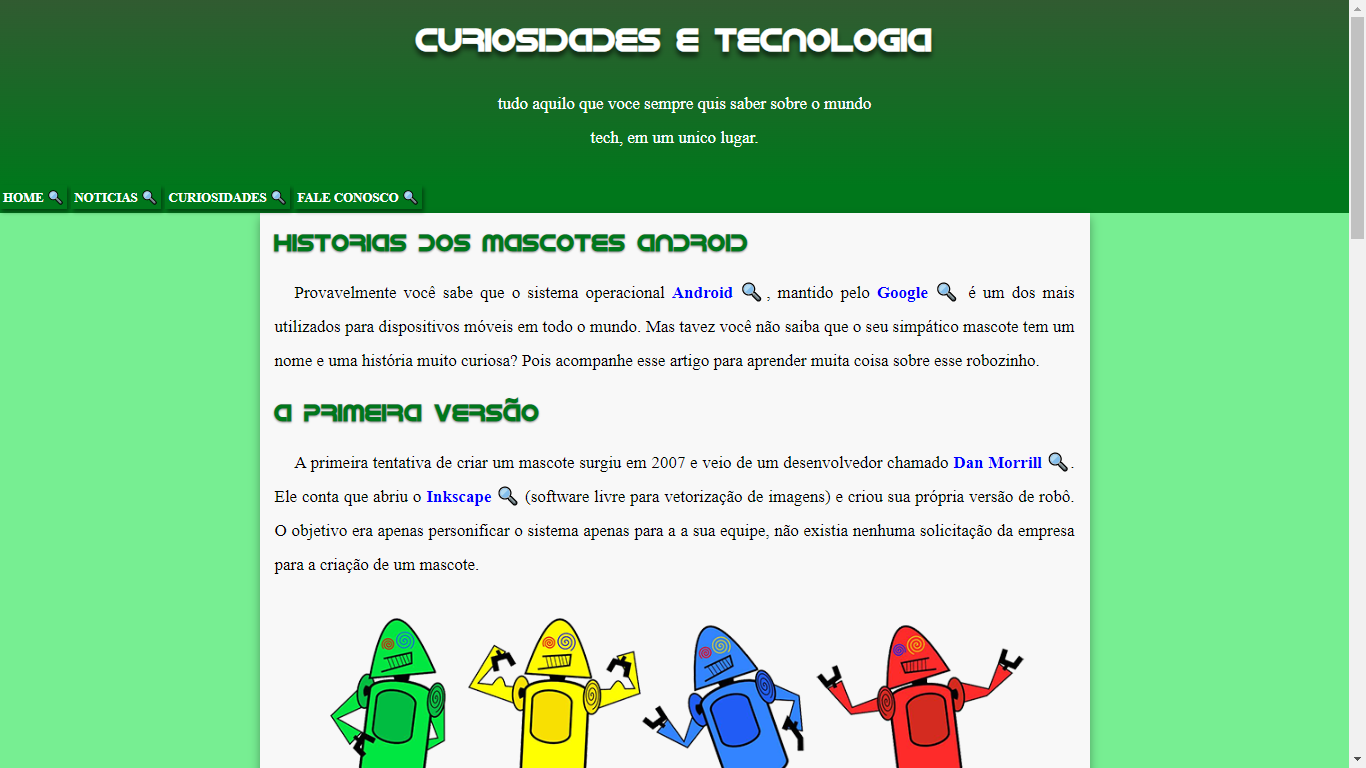 CURIOSIDADES E TECNOLOGIA
tudo aquilo que voce sempre quis saber sobre o mundo
tech, em um unico lugar.
HOME 🔍 NOTICIAS 🔍 CURIOSIDADES 🔍 FALE CONOSCO 🔍
HISTORIAS DOS MASCOTES ANDROID
Provavelmente você sabe que o sistema operacional Android 🔍, mantido pelo Google 🔍 é um dos mais
utilizados para dispositivos móveis em todo o mundo. Mas tavez você não saiba que o seu simpático mascote tem um
nome e uma história muito curiosa? Pois acompanhe esse artigo para aprender muita coisa sobre esse robozinho.
A PRIMEIRA VERSÃO
A primeira tentativa de criar um mascote surgiu em 2007 e veio de um desenvolvedor chamado Dan Morrill 🔍.
Ele conta que abriu o Inkscape 🔍 (software livre para vetorização de imagens) e criou sua própria versão de robô.
O objetivo era apenas personificar o sistema apenas para a a sua equipe, não existia nenhuma solicitação da empresa
para a criação de um mascote.